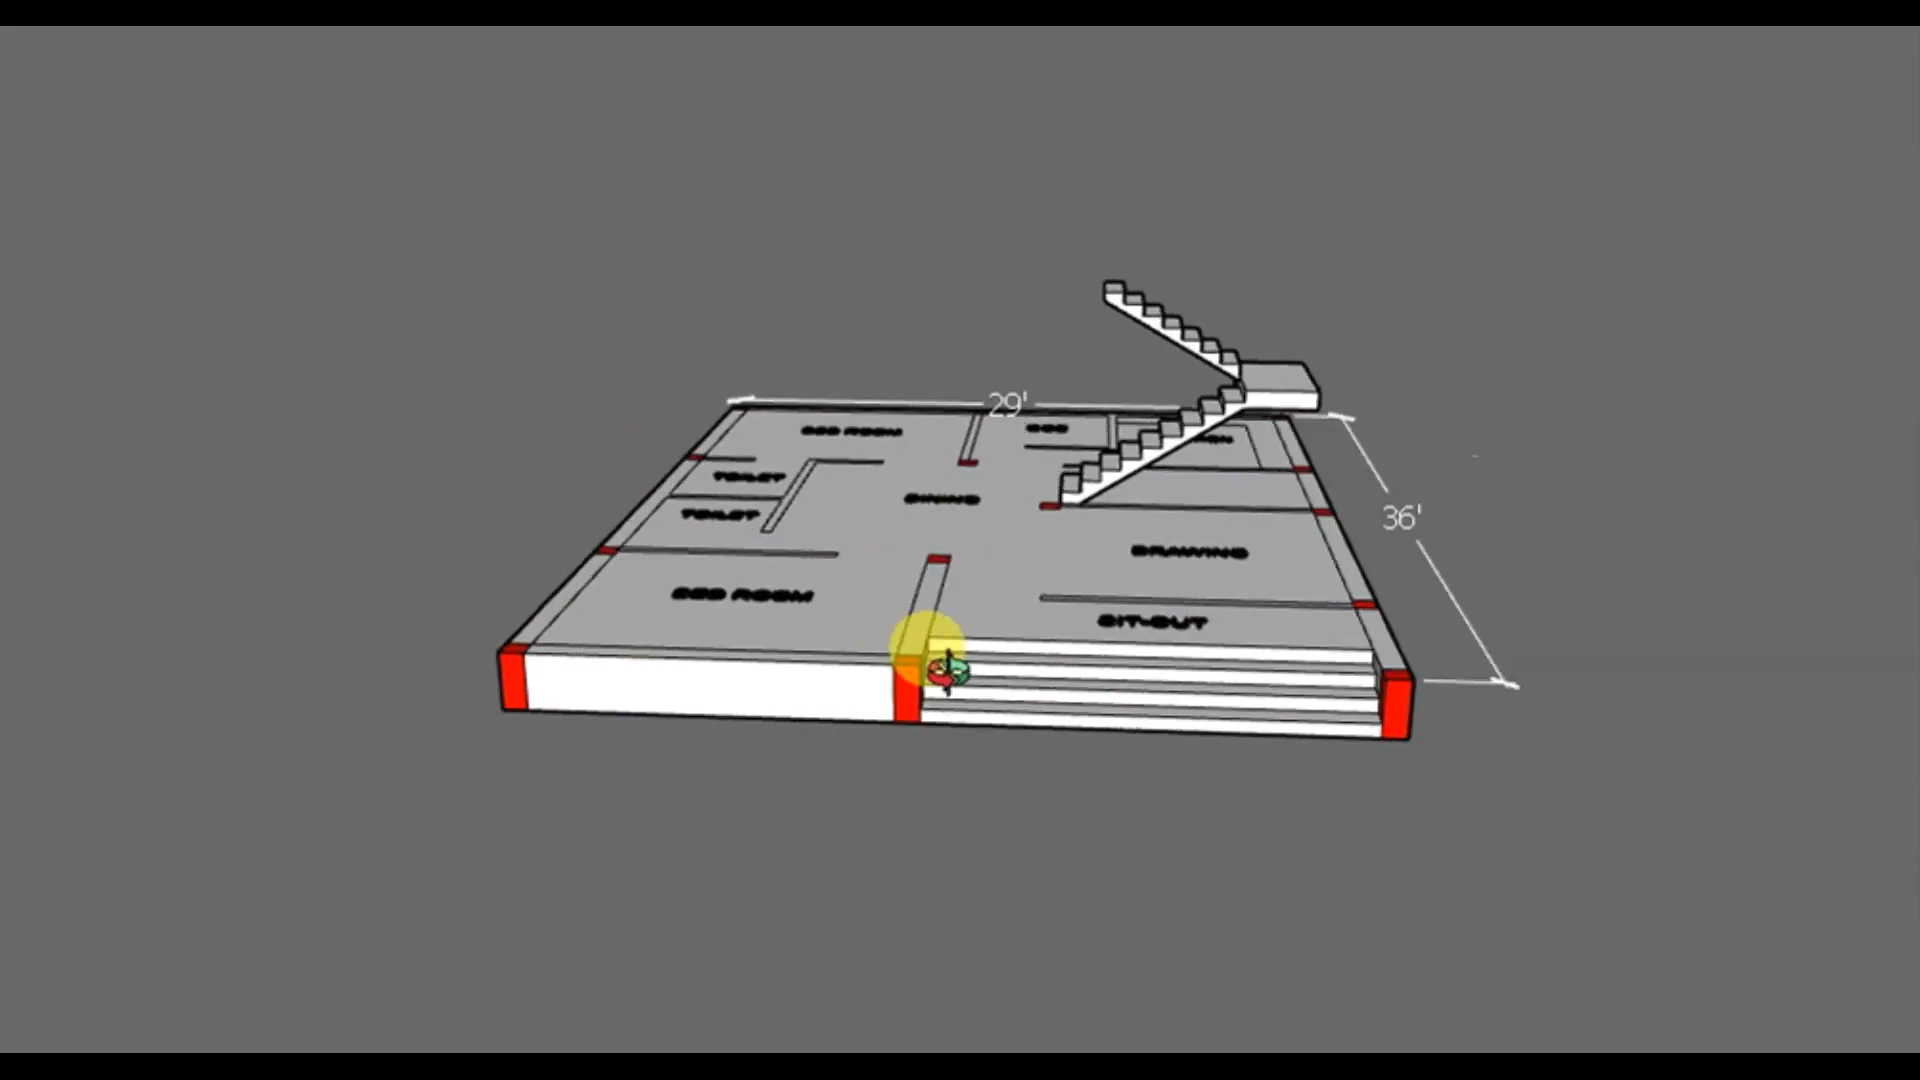 29'
BED ROOM
TOILET
DINING
TOILET
36'
DRAWING
BED ROOM
SIT-OUT